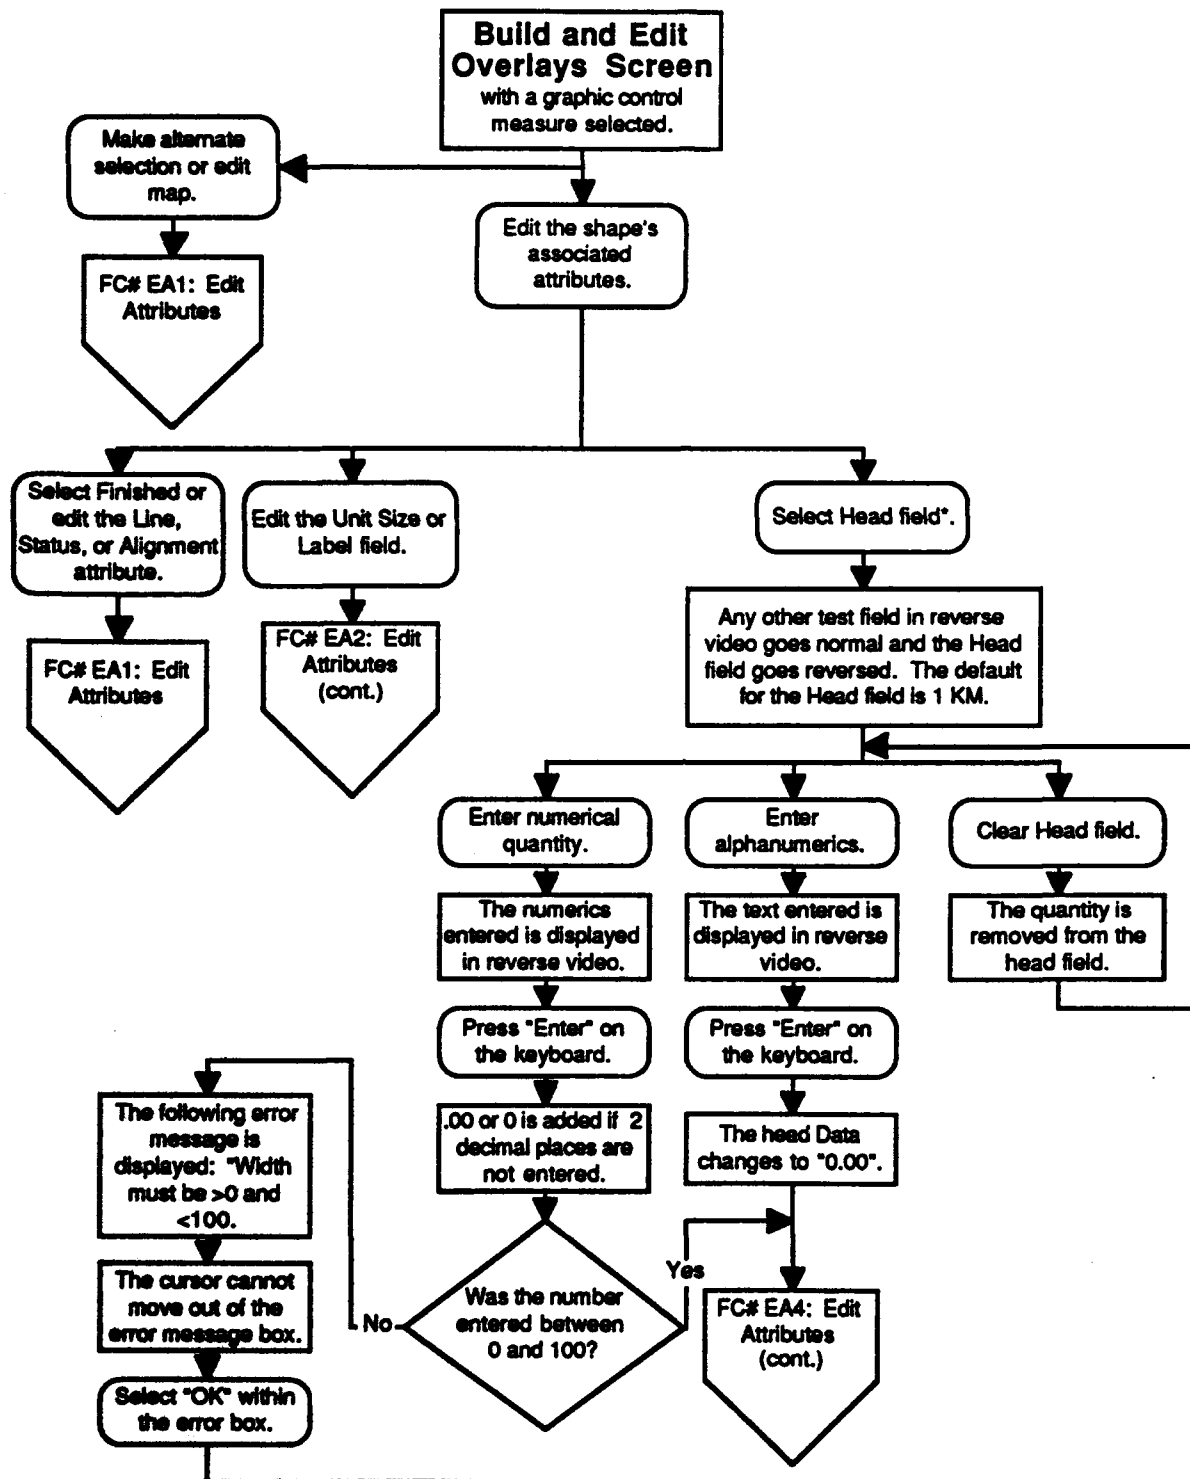 Build and Edit
Overlays Screen
with a graphic control
measure selected.
Make alternate
selection or edit
map.
Edit the shape's
associated
attributes.
FC# EA1: Edit
Attributes
Select Finished or
edit the Line,
Status, or Alignment
attribute.
Edit the Unit Size or
Label field.
Select Head field*.
FC# EA1: Edit
Attributes
FC# EA2: Edit
Attributes
(cont.)
Any other test field in reverse
video goes normal and the Head
field goes reversed. The default
for the Head field is 1 KM.
Enter numerical
quantity.
Enter
alphanumerics.
Clear Head field.
The numerics
entered is displayed
in reverse video.
The text entered is
displayed in reverse
video.
The quantity is
removed from the
head field.
Press "Enter" on
the keyboard.
Press "Enter" on
the keyboard.
The following error
message is
displayed: "Width
must be >0 and
<100.
.00 or 0 is added if 2
decimal places are
not entered.
The head Data
changes to "0.00".
The cursor cannot
move out of the
error message box.
No
Was the number
entered between
0 and 100?
Yes
FC# EA4: Edit
Attributes
(cont.)
Select "OK" within
the error box.